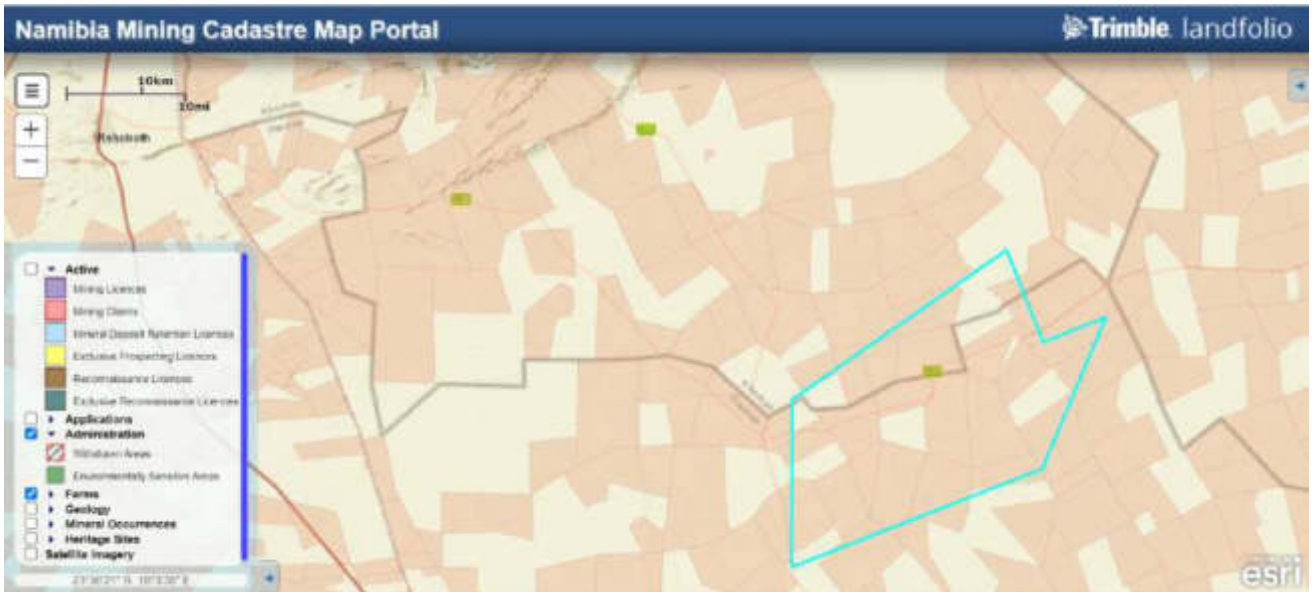 Namibia Mining Cadastre Map Portal
Trimble. landfolio
10km
10mi
Rehoboth
Active
Mining Licences
Mining Claims
Mineral Deposit Retention Licences
Exclusive Prospecting Licences
Reconnaissance Licences
Exclusive Reconnaissance Licences
Applications
Administration
Withdrawn Areas
Environmentally Sensitive Areas
Farms
Geology
Mineral Occurrences
Heritage Sites
Satellite Imagery
esri